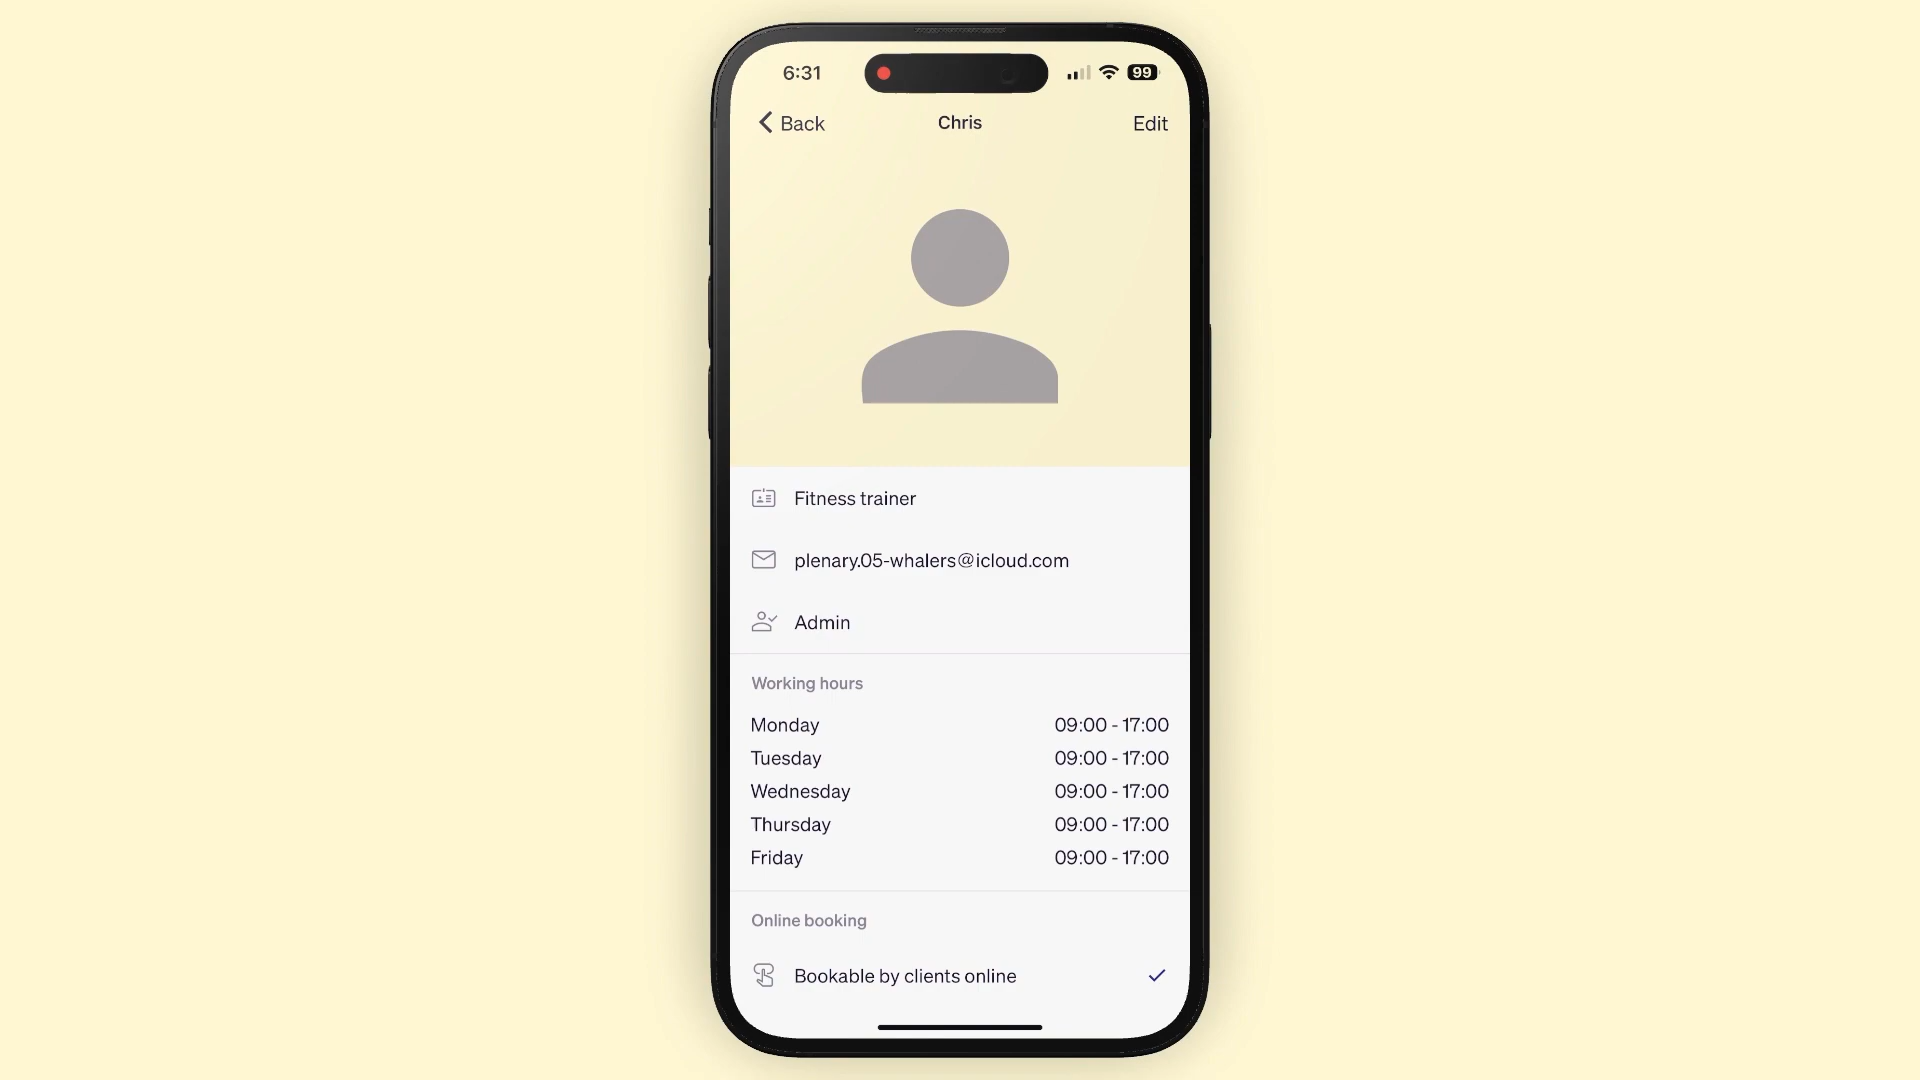 6:31
99
Back
Chris
Edit
Fitness trainer
plenary.05-whalers@icloud.com
Admin
Working hours
Monday 09:00 - 17:00
Tuesday 09:00 - 17:00
Wednesday 09:00 - 17:00
Thursday 09:00 - 17:00
Friday 09:00 - 17:00
Online booking
Bookable by clients online